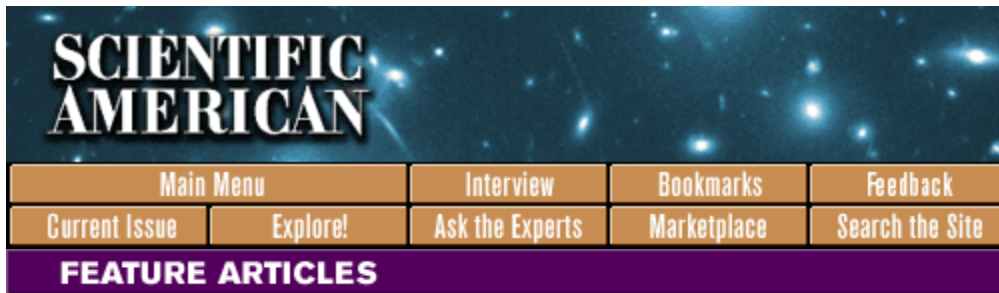 SCIENTIFIC
AMERICAN
Main Menu Interview Bookmarks Feedback
Current Issue Explore! Ask the Experts Marketplace Search the Site
FEATURE ARTICLES